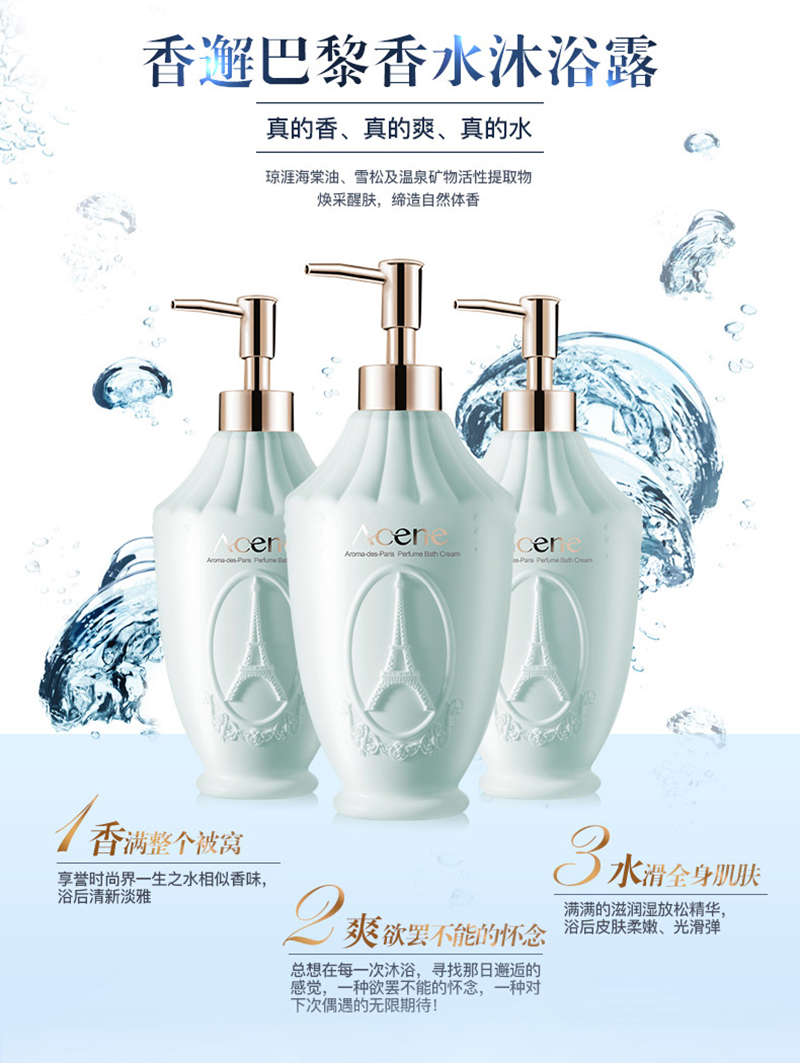 香邂巴黎香水沐浴露
真的香、真的爽、真的水
琼涯海棠油、雪松及温泉矿物活性提取物
焕采醒肤，缔造自然体香
Acene
Aroma-des-Paris Perfume Bath Cream
1香满整个被窝
享誉时尚界一生之水相似香味，
浴后清新淡雅
2爽欲罢不能的怀念
总想在每一次沐浴，寻找那日邂逅的
感觉，一种欲罢不能的怀念，一种对
下次偶遇的无限期待！
3水滑全身肌肤
满满的滋润湿放松精华，
浴后皮肤柔嫩、光滑弹